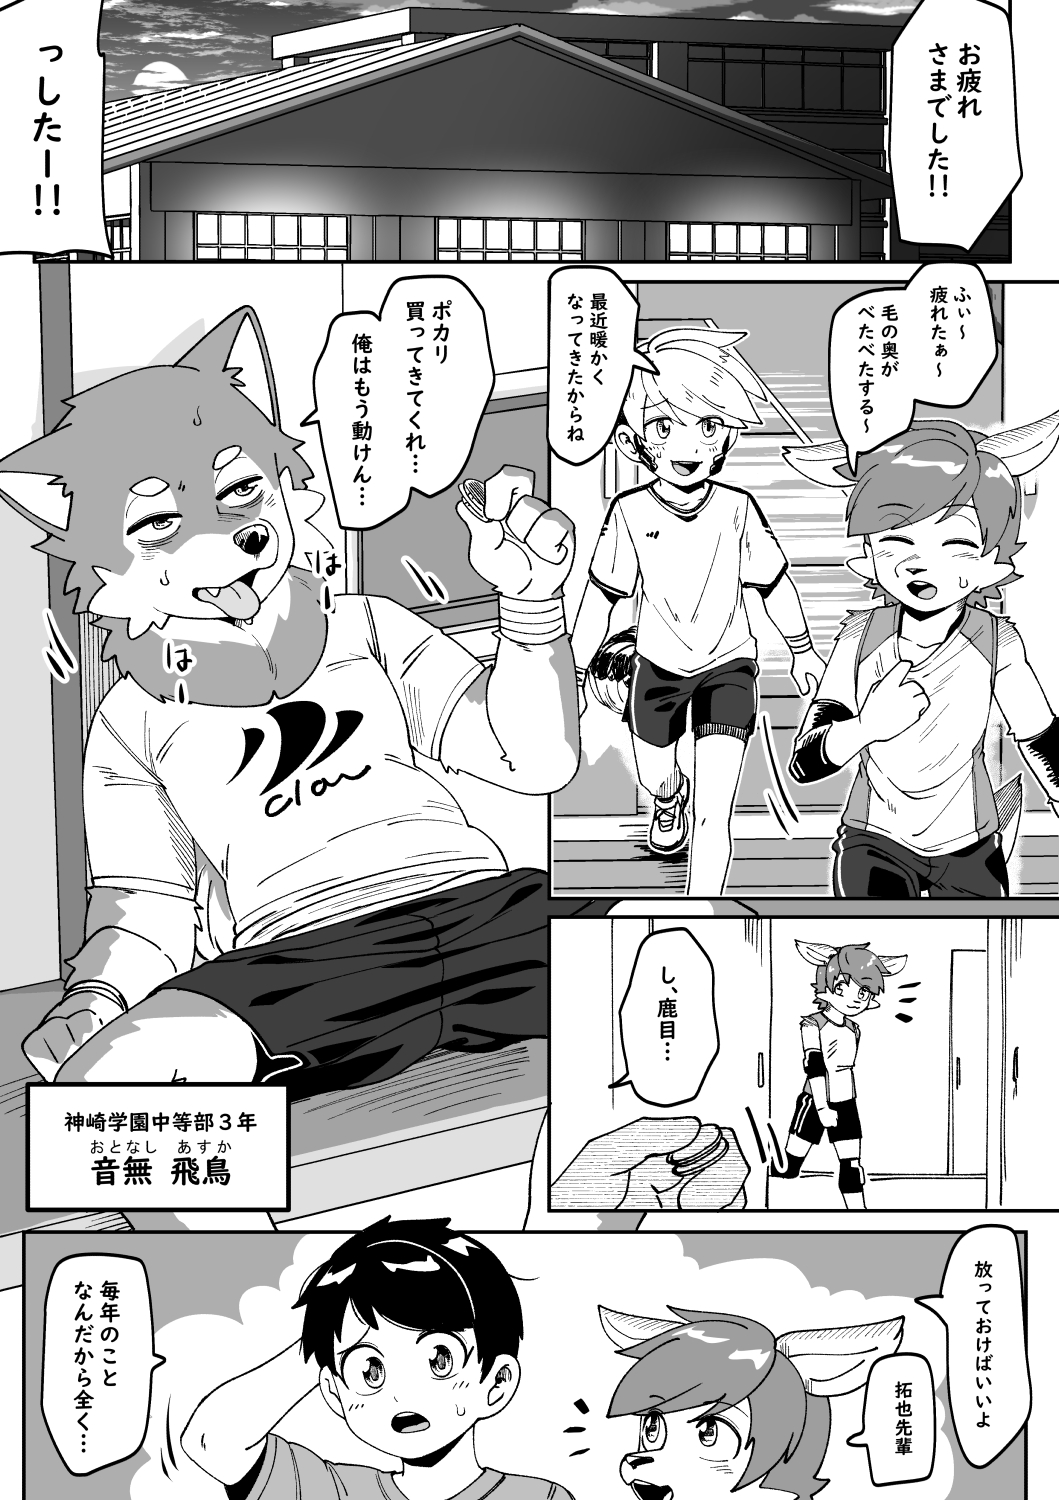 お疲れ
さまでした!!
っしたー!!
ふぃ〜
疲れたぁ〜
毛の奥が
べたべたする〜
最近暖かく
なってきたからね
ポカリ
買ってきてくれ…
俺はもう動けん…
はー
はー
claw
神崎学園中等部3年
おとなし あすか
音無 飛鳥
し、鹿目…
放っておけばいいよ
拓也先輩
毎年のこと
なんだから全く…